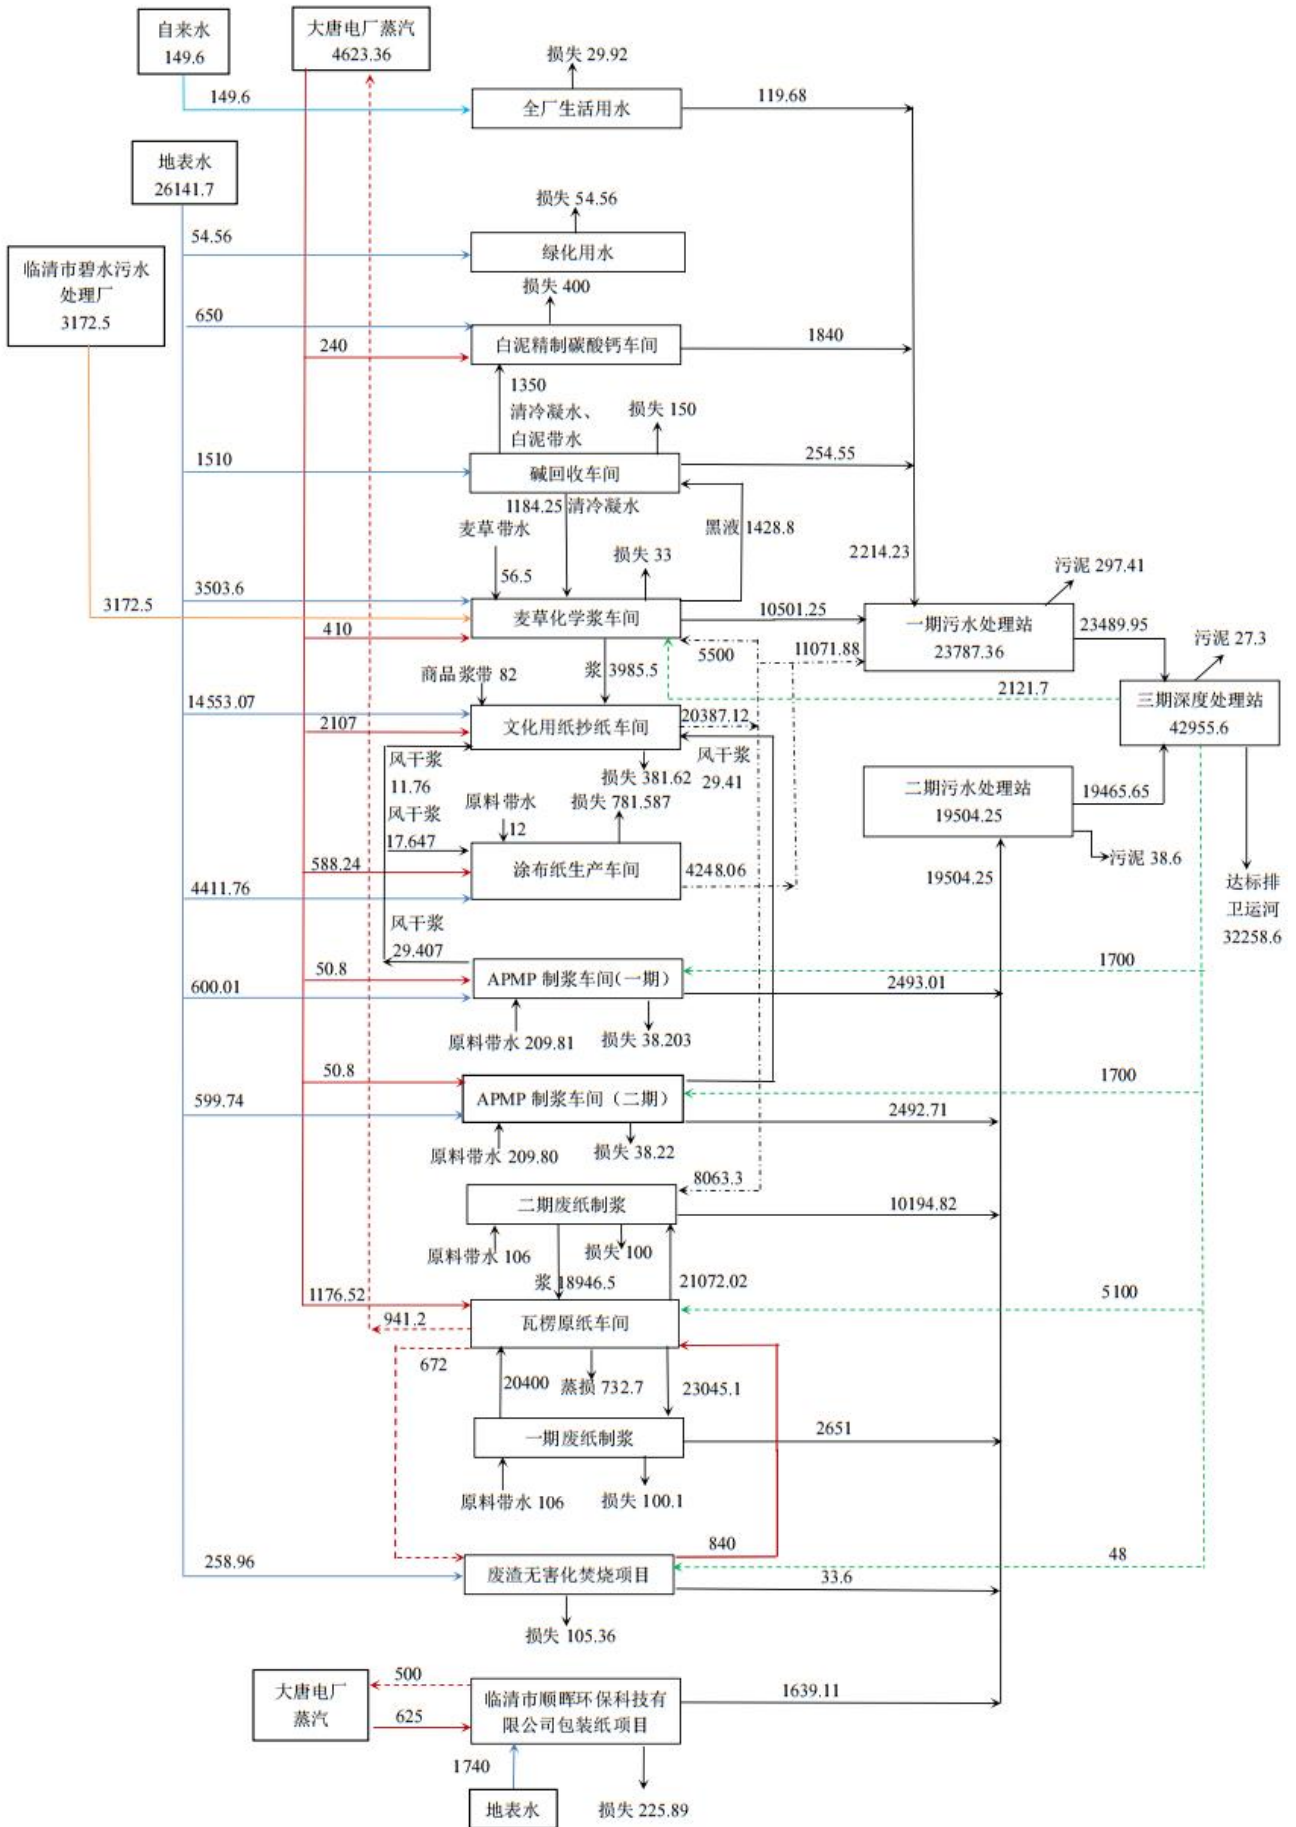 自来水
149.6
大唐电厂蒸汽
4623.36
损失 29.92
149.6
全厂生活用水
119.68
地表水
26141.7
损失 54.56
54.56
绿化用水
临清市碧水污水
处理厂
3172.5
损失 400
650
白泥精制碳酸钙车间
1840
240
1350
清冷凝水、
白泥带水
损失 150
1510
碱回收车间
254.55
1184.25 清冷凝水
麦草带水
黑液 1428.8
损失 33
2214.23
污泥 297.41
56.5
3503.6
3172.5
麦草化学浆车间
10501.25
一期污水处理站
23787.36
23489.95
410
污泥 27.3
5500
11071.88
浆 3985.5
商品浆带 82
2121.7
三期深度处理站
42955.6
14553.07
2107
文化用纸抄纸车间
20387.12
风干浆
11.76
损失 381.62
风干浆
29.41
二期污水处理站
19504.25
19465.65
原料带水
12
损失 781.587
风干浆
17.647
污泥 38.6
588.24
涂布纸生产车间
4248.06
19504.25
达标排
卫运河
32258.6
4411.76
风干浆
29.407
50.8
APMP 制浆车间(一期)
1700
600.01
2493.01
原料带水 209.81
损失 38.203
50.8
APMP 制浆车间（二期）
1700
599.74
2492.71
原料带水 209.80
损失 38.22
8063.3
二期废纸制浆
10194.82
原料带水 106
损失 100
浆 18946.5
21072.02
1176.52
瓦楞原纸车间
5100
941.2
672
20400
蒸损 732.7
23045.1
一期废纸制浆
2651
原料带水 106
损失 100.1
840
258.96
废渣无害化焚烧项目
48
33.6
损失 105.36
大唐电厂
蒸汽
500
625
临清市顺晖环保科技有
限公司包装纸项目
1639.11
1740
地表水
损失 225.89